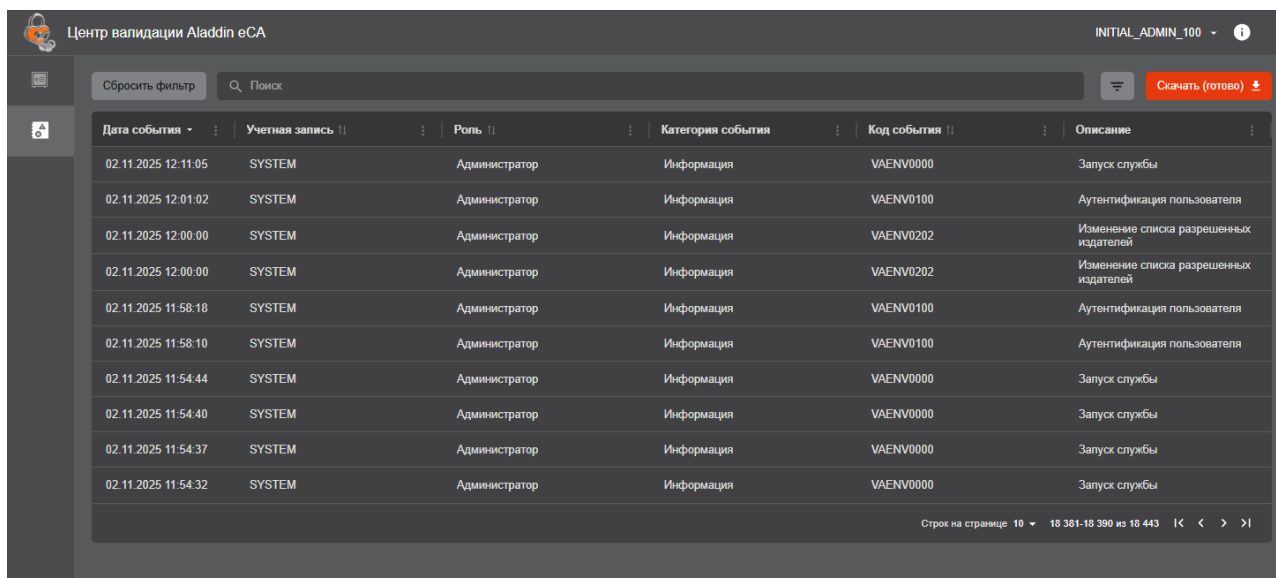 Центр валидации Aladdin eCA
INITIAL_ADMIN_100
Сбросить фильтр
Поиск
Скачать (готово)
Дата события Учетная запись Роль Категория события Код события Описание
02.11.2025 12:11:05 SYSTEM Администратор Информация VAENV0000 Запуск службы
02.11.2025 12:01:02 SYSTEM Администратор Информация VAENV0100 Аутентификация пользователя
02.11.2025 12:00:00 SYSTEM Администратор Информация VAENV0202 Изменение списка разрешенных
издателей
02.11.2025 12:00:00 SYSTEM Администратор Информация VAENV0202 Изменение списка разрешенных
издателей
02.11.2025 11:58:18 SYSTEM Администратор Информация VAENV0100 Аутентификация пользователя
02.11.2025 11:58:10 SYSTEM Администратор Информация VAENV0100 Аутентификация пользователя
02.11.2025 11:54:44 SYSTEM Администратор Информация VAENV0000 Запуск службы
02.11.2025 11:54:40 SYSTEM Администратор Информация VAENV0000 Запуск службы
02.11.2025 11:54:37 SYSTEM Администратор Информация VAENV0000 Запуск службы
02.11.2025 11:54:32 SYSTEM Администратор Информация VAENV0000 Запуск службы
Строк на странице 10 18 381-18 390 из 18 443